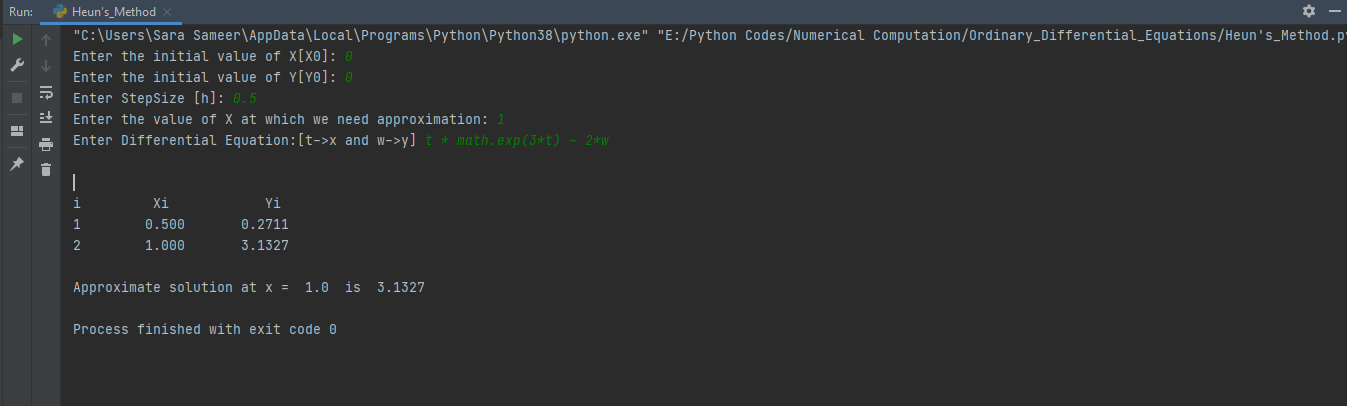 Run: Heun's_Method
"C:\Users\Sara Sameer\AppData\Local\Programs\Python\Python38\python.exe" "E:/Python Codes/Numerical Computation/Ordinary_Differential_Equations/Heun's_Method.p
Enter the initial value of X[X0]: 0
Enter the initial value of Y[Y0]: 0
Enter StepSize [h]: 0.5
Enter the value of X at which we need approximation: 1
Enter Differential Equation:[t->x and w->y] t * math.exp(3*t) - 2*w
i Xi Yi
1 0.500 0.2711
2 1.000 3.1327
Approximate solution at x = 1.0 is 3.1327
Process finished with exit code 0